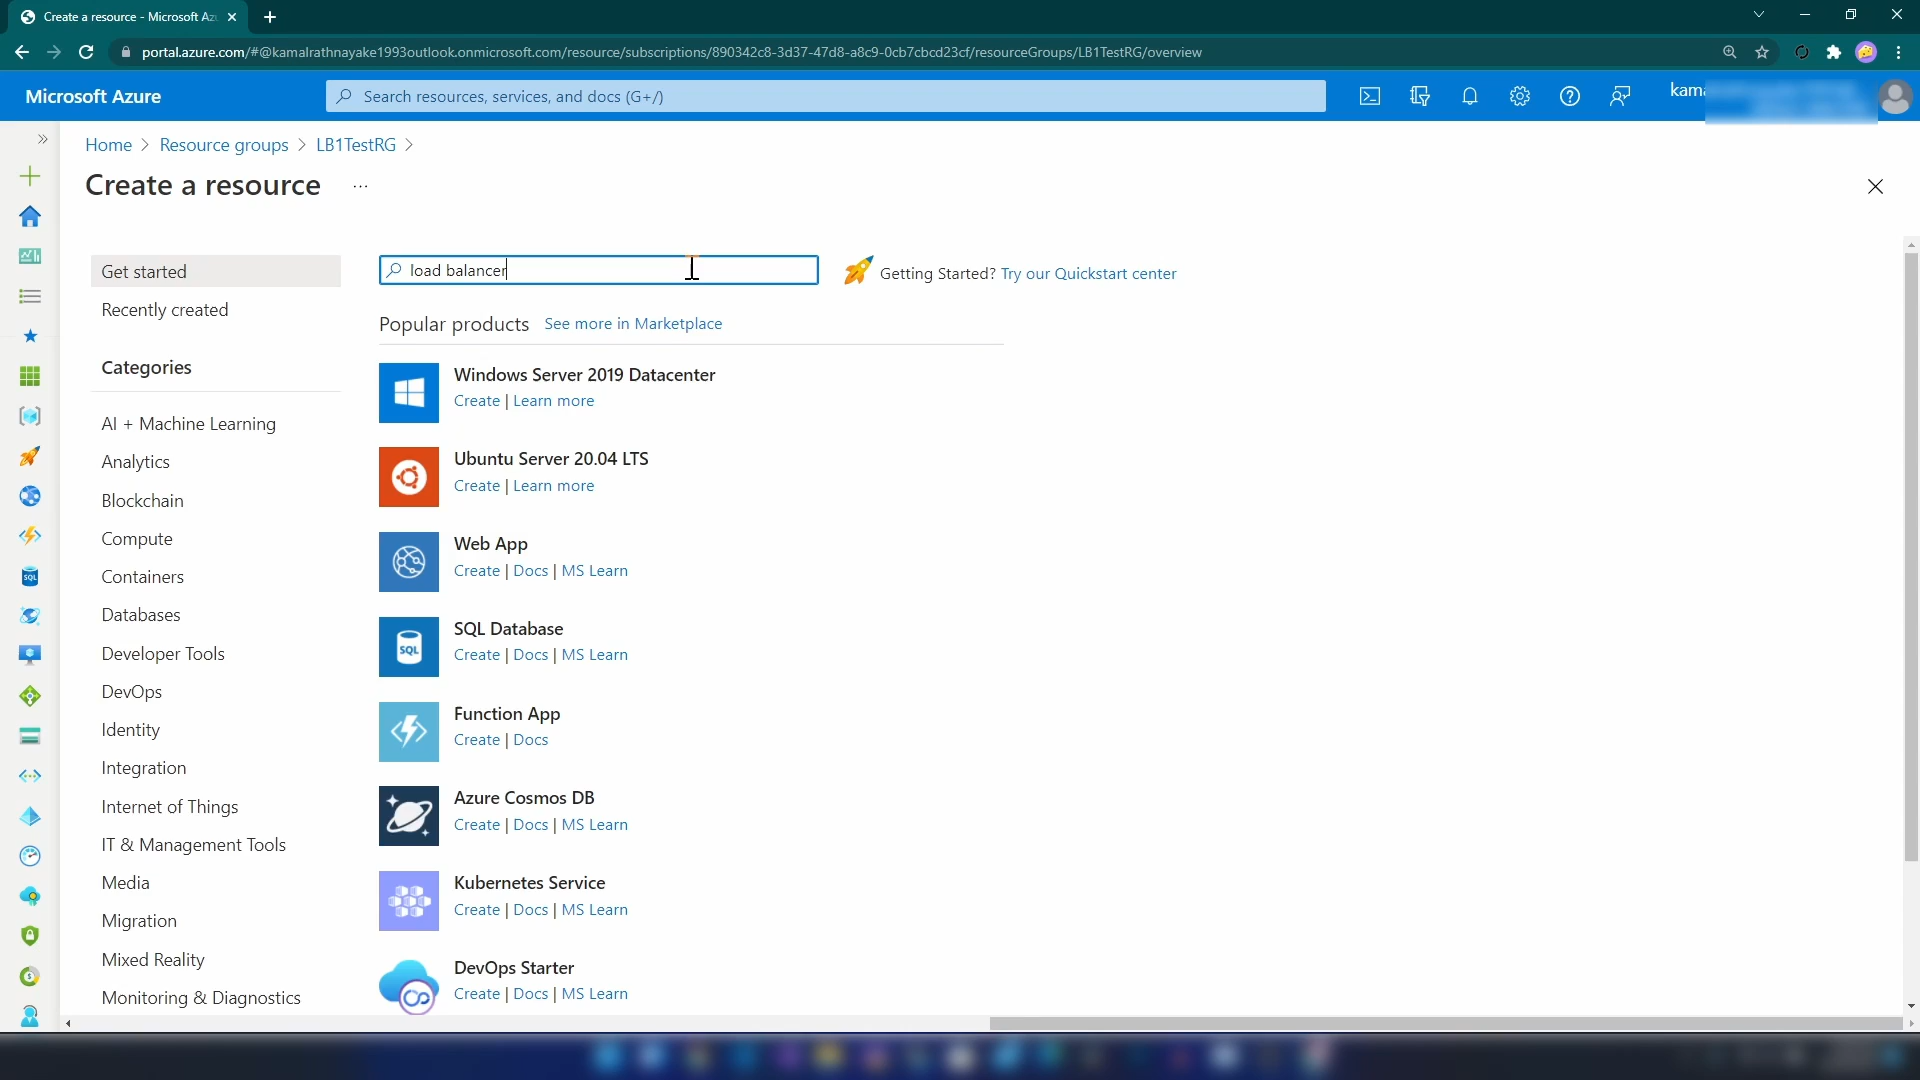 Create a resource - Microsoft Az
portal.azure.com/#@kamalrathnayake1993outlook.onmicrosoft.com/resource/subscriptions/890342c8-3d37-47d8-a8c9-0cb7cbcd23cf/resourceGroups/LB1TestRG/overview
Microsoft Azure
Search resources, services, and docs (G+/)
kama
Home > Resource groups > LB1TestRG >
Create a resource ...
Get started
Recently created
Categories
AI + Machine Learning
Analytics
Blockchain
Compute
Containers
Databases
Developer Tools
DevOps
Identity
Integration
Internet of Things
IT & Management Tools
Media
Migration
Mixed Reality
Monitoring & Diagnostics
load balancer
Getting Started? Try our Quickstart center
Popular products See more in Marketplace
Windows Server 2019 Datacenter
Create | Learn more
Ubuntu Server 20.04 LTS
Create | Learn more
Web App
Create | Docs | MS Learn
SQL
SQL Database
Create | Docs | MS Learn
Function App
Create | Docs
Azure Cosmos DB
Create | Docs | MS Learn
Kubernetes Service
Create | Docs | MS Learn
DevOps Starter
Create | Docs | MS Learn